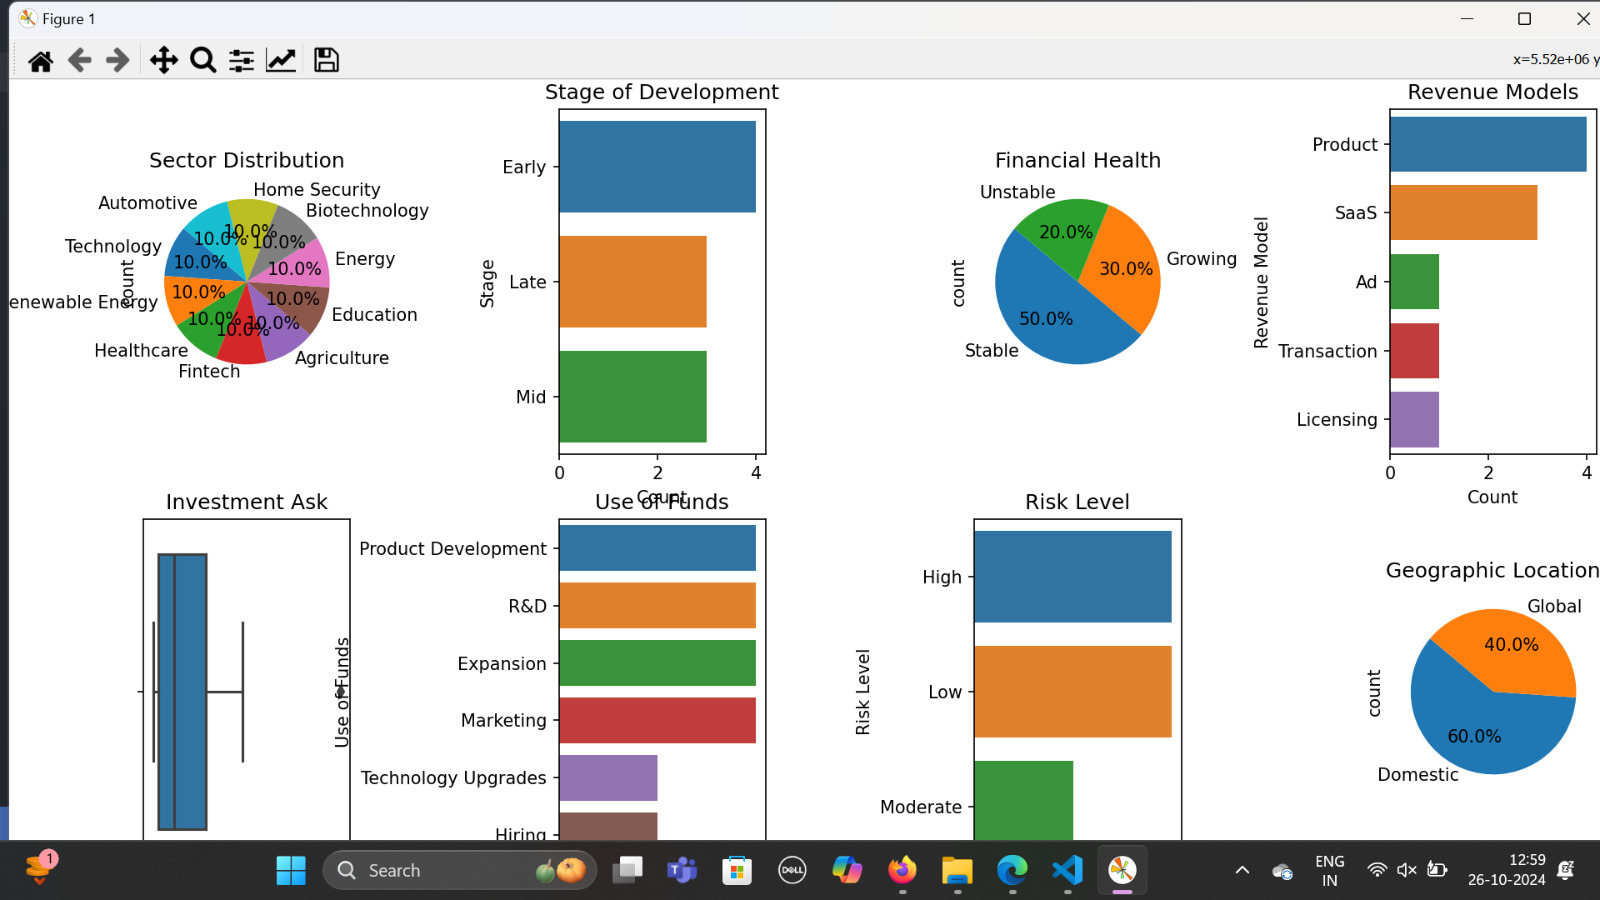 Figure 1
x=5.52e+06 y
Stage of Development
Early
Late
Mid
Stage
0 2 4
Count
Sector Distribution
Home Security
Automotive
Biotechnology
Technology
Energy
enewable Energy
Education
Healthcare
Agriculture
Fintech
10.0%
10.0%
10.0%
10.0%
10.0%
10.0%
10.0%
10.0%
10.0%
10.0%
count
Financial Health
Unstable
20.0%
Growing
30.0%
50.0%
Stable
count
Revenue Models
Product
SaaS
Ad
Transaction
Licensing
Revenue Model
0 2 4
Count
Investment Ask
Use of Funds
Product Development
R&D
Expansion
Marketing
Technology Upgrades
Hiring
Use of Funds
Risk Level
High
Low
Moderate
Risk Level
Geographic Location
Global
40.0%
60.0%
Domestic
count
1
Search
DELL
ENG
IN
12:59
26-10-2024